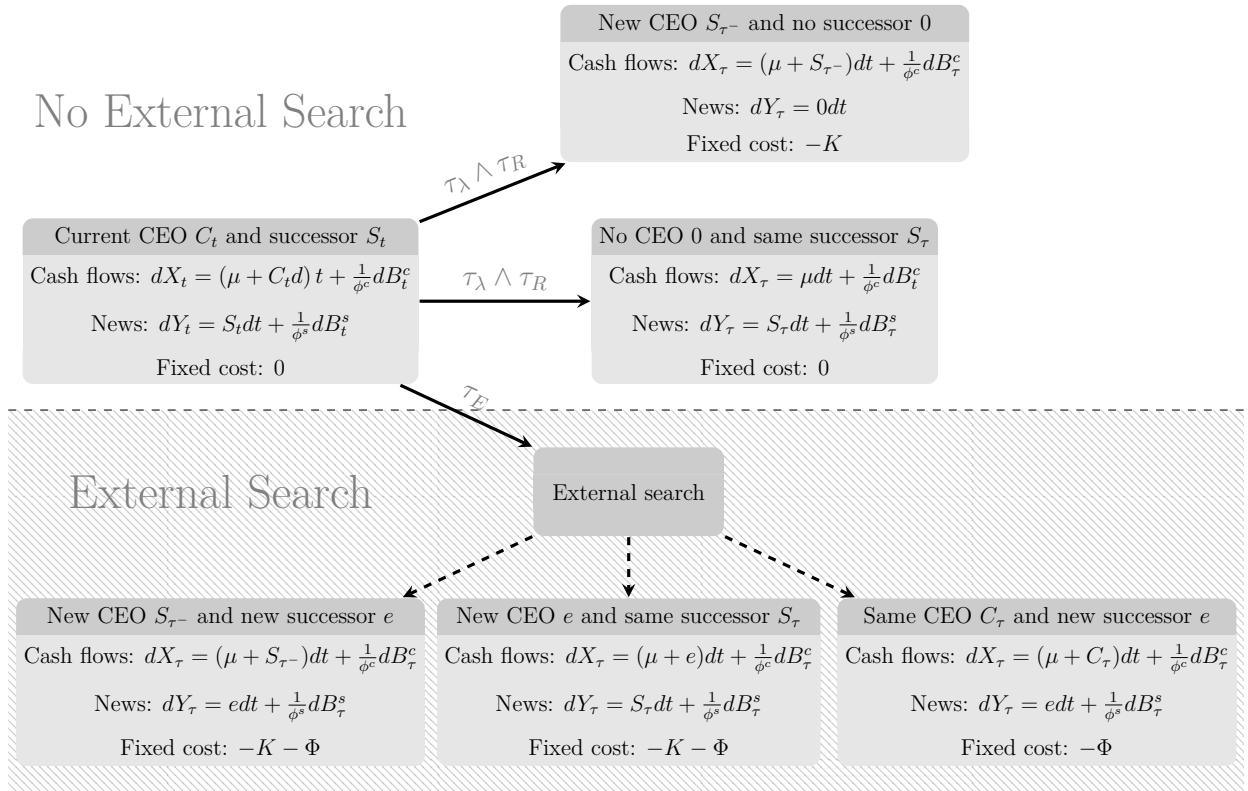 New CEO $S_{\tau^-}$ and no successor 0
Cash flows: $dX_\tau = (\mu + S_{\tau^-})dt + \frac{1}{\phi^c}dB^c_\tau$
News: $dY_\tau = 0dt$
Fixed cost: $-K$
No External Search
$\tau_\lambda \wedge \tau_R$
Current CEO $C_t$ and successor $S_t$
Cash flows: $dX_t = (\mu + C_t d)\, t + \frac{1}{\phi^c}dB^c_t$
News: $dY_t = S_t dt + \frac{1}{\phi^s}dB^s_t$
Fixed cost: 0
$\tau_\lambda \wedge \tau_R$
No CEO 0 and same successor $S_\tau$
Cash flows: $dX_\tau = \mu dt + \frac{1}{\phi^c}dB^c_t$
News: $dY_\tau = S_\tau dt + \frac{1}{\phi^s}dB^s_\tau$
Fixed cost: 0
$\tau_E$
External Search
External search
New CEO $S_{\tau^-}$ and new successor $e$
Cash flows: $dX_\tau = (\mu + S_{\tau^-})dt + \frac{1}{\phi^c}dB^c_\tau$
News: $dY_\tau = edt + \frac{1}{\phi^s}dB^s_\tau$
Fixed cost: $-K - \Phi$
New CEO $e$ and same successor $S_\tau$
Cash flows: $dX_\tau = (\mu + e)dt + \frac{1}{\phi^c}dB^c_\tau$
News: $dY_\tau = S_\tau dt + \frac{1}{\phi^s}dB^s_\tau$
Fixed cost: $-K - \Phi$
Same CEO $C_\tau$ and new successor $e$
Cash flows: $dX_\tau = (\mu + C_\tau)dt + \frac{1}{\phi^c}dB^c_\tau$
News: $dY_\tau = edt + \frac{1}{\phi^s}dB^s_\tau$
Fixed cost: $-\Phi$